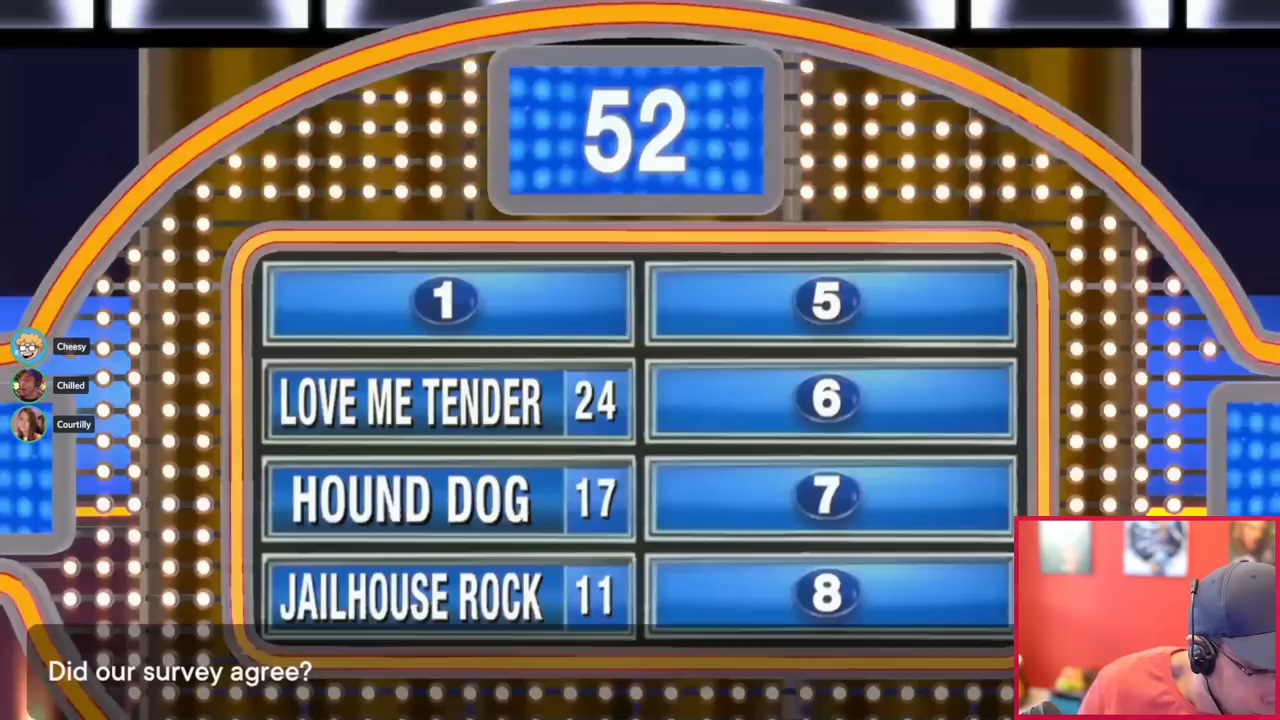 52
1
5
LOVE ME TENDER 24
6
HOUND DOG 17
7
JAILHOUSE ROCK 11
8
Cheesy
Chilled
Courtilly
Did our survey agree?